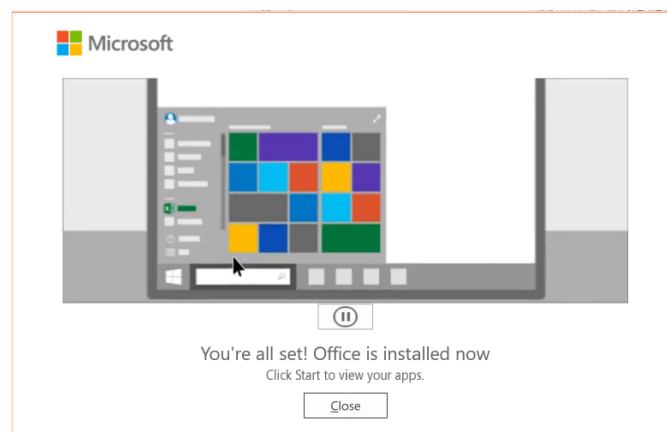 Microsoft
You're all set! Office is installed now
Click Start to view your apps.
Close